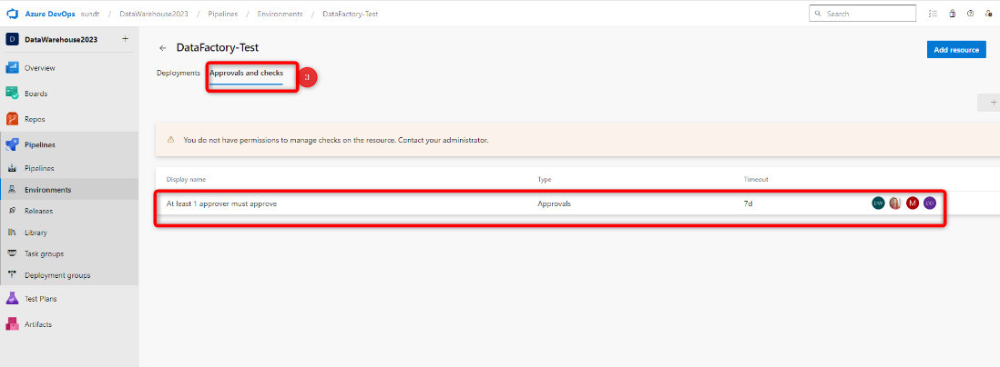 Azure DevOps sundt / DataWarehouse2023 / Pipelines / Environments / DataFactory-Test
Search
D DataWarehouse2023 +
Overview
Boards
Repos
Pipelines
Pipelines
Environments
Releases
Library
Task groups
Deployment groups
Test Plans
Artifacts
← DataFactory-Test
Add resource
Deployments Approvals and checks 3
+
You do not have permissions to manage checks on the resource. Contact your administrator.
Display name Type Timeout
At least 1 approver must approve Approvals 7d DW M DD